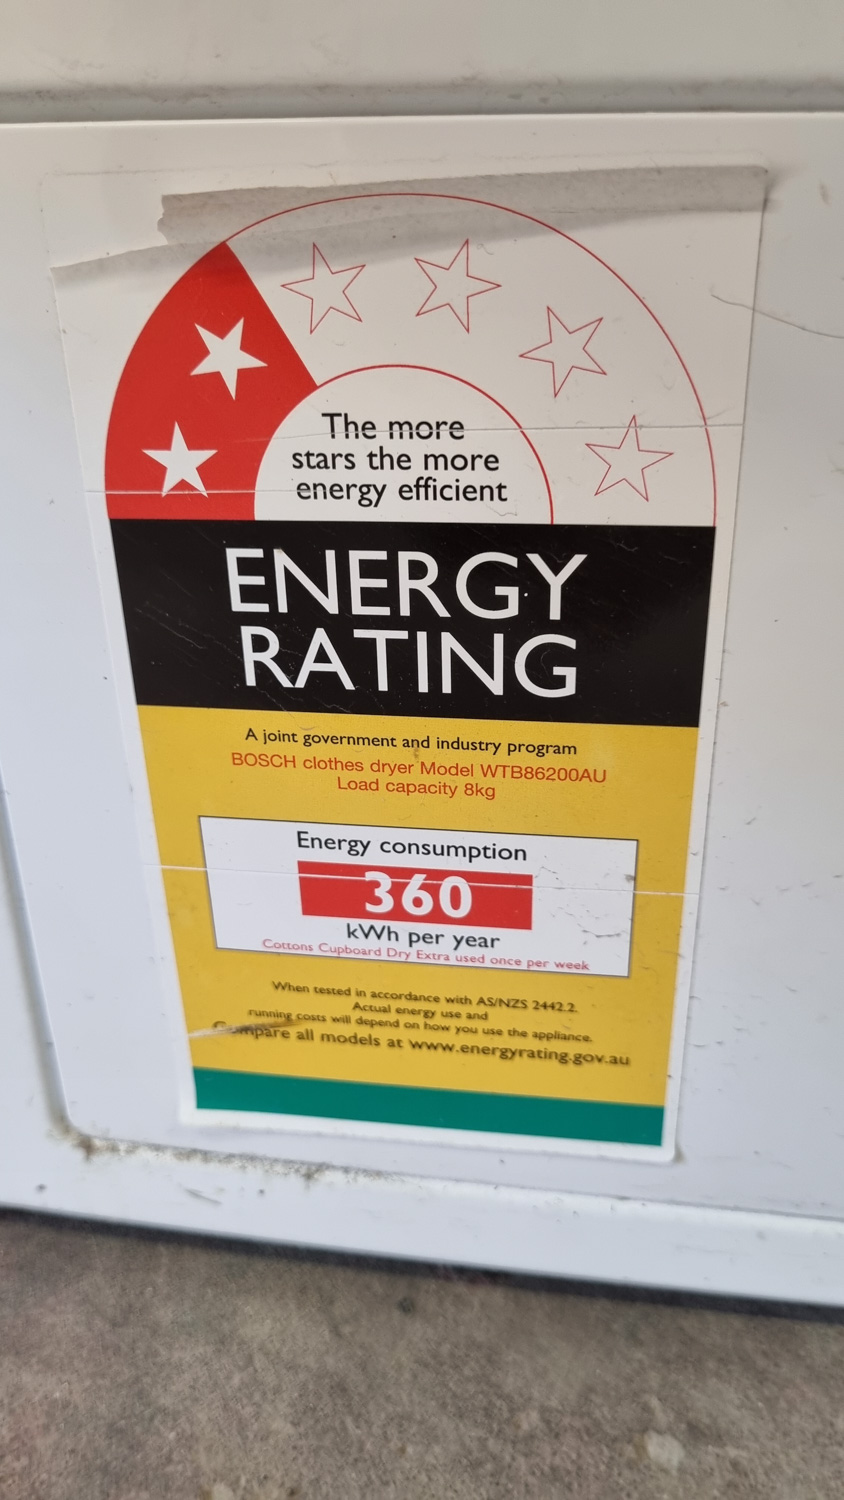 The more
stars the more
energy efficient
ENERGY
RATING
A joint government and industry program
BOSCH clothes dryer Model WTB86200AU
Load capacity 8kg
Energy consumption
360
kWh per year
Cottons Cupboard Dry Extra used once per week
When tested in accordance with AS/NZS 2442.2.
Actual energy use and
running costs will depend on how you use the appliance.
Compare all models at www.energyrating.gov.au